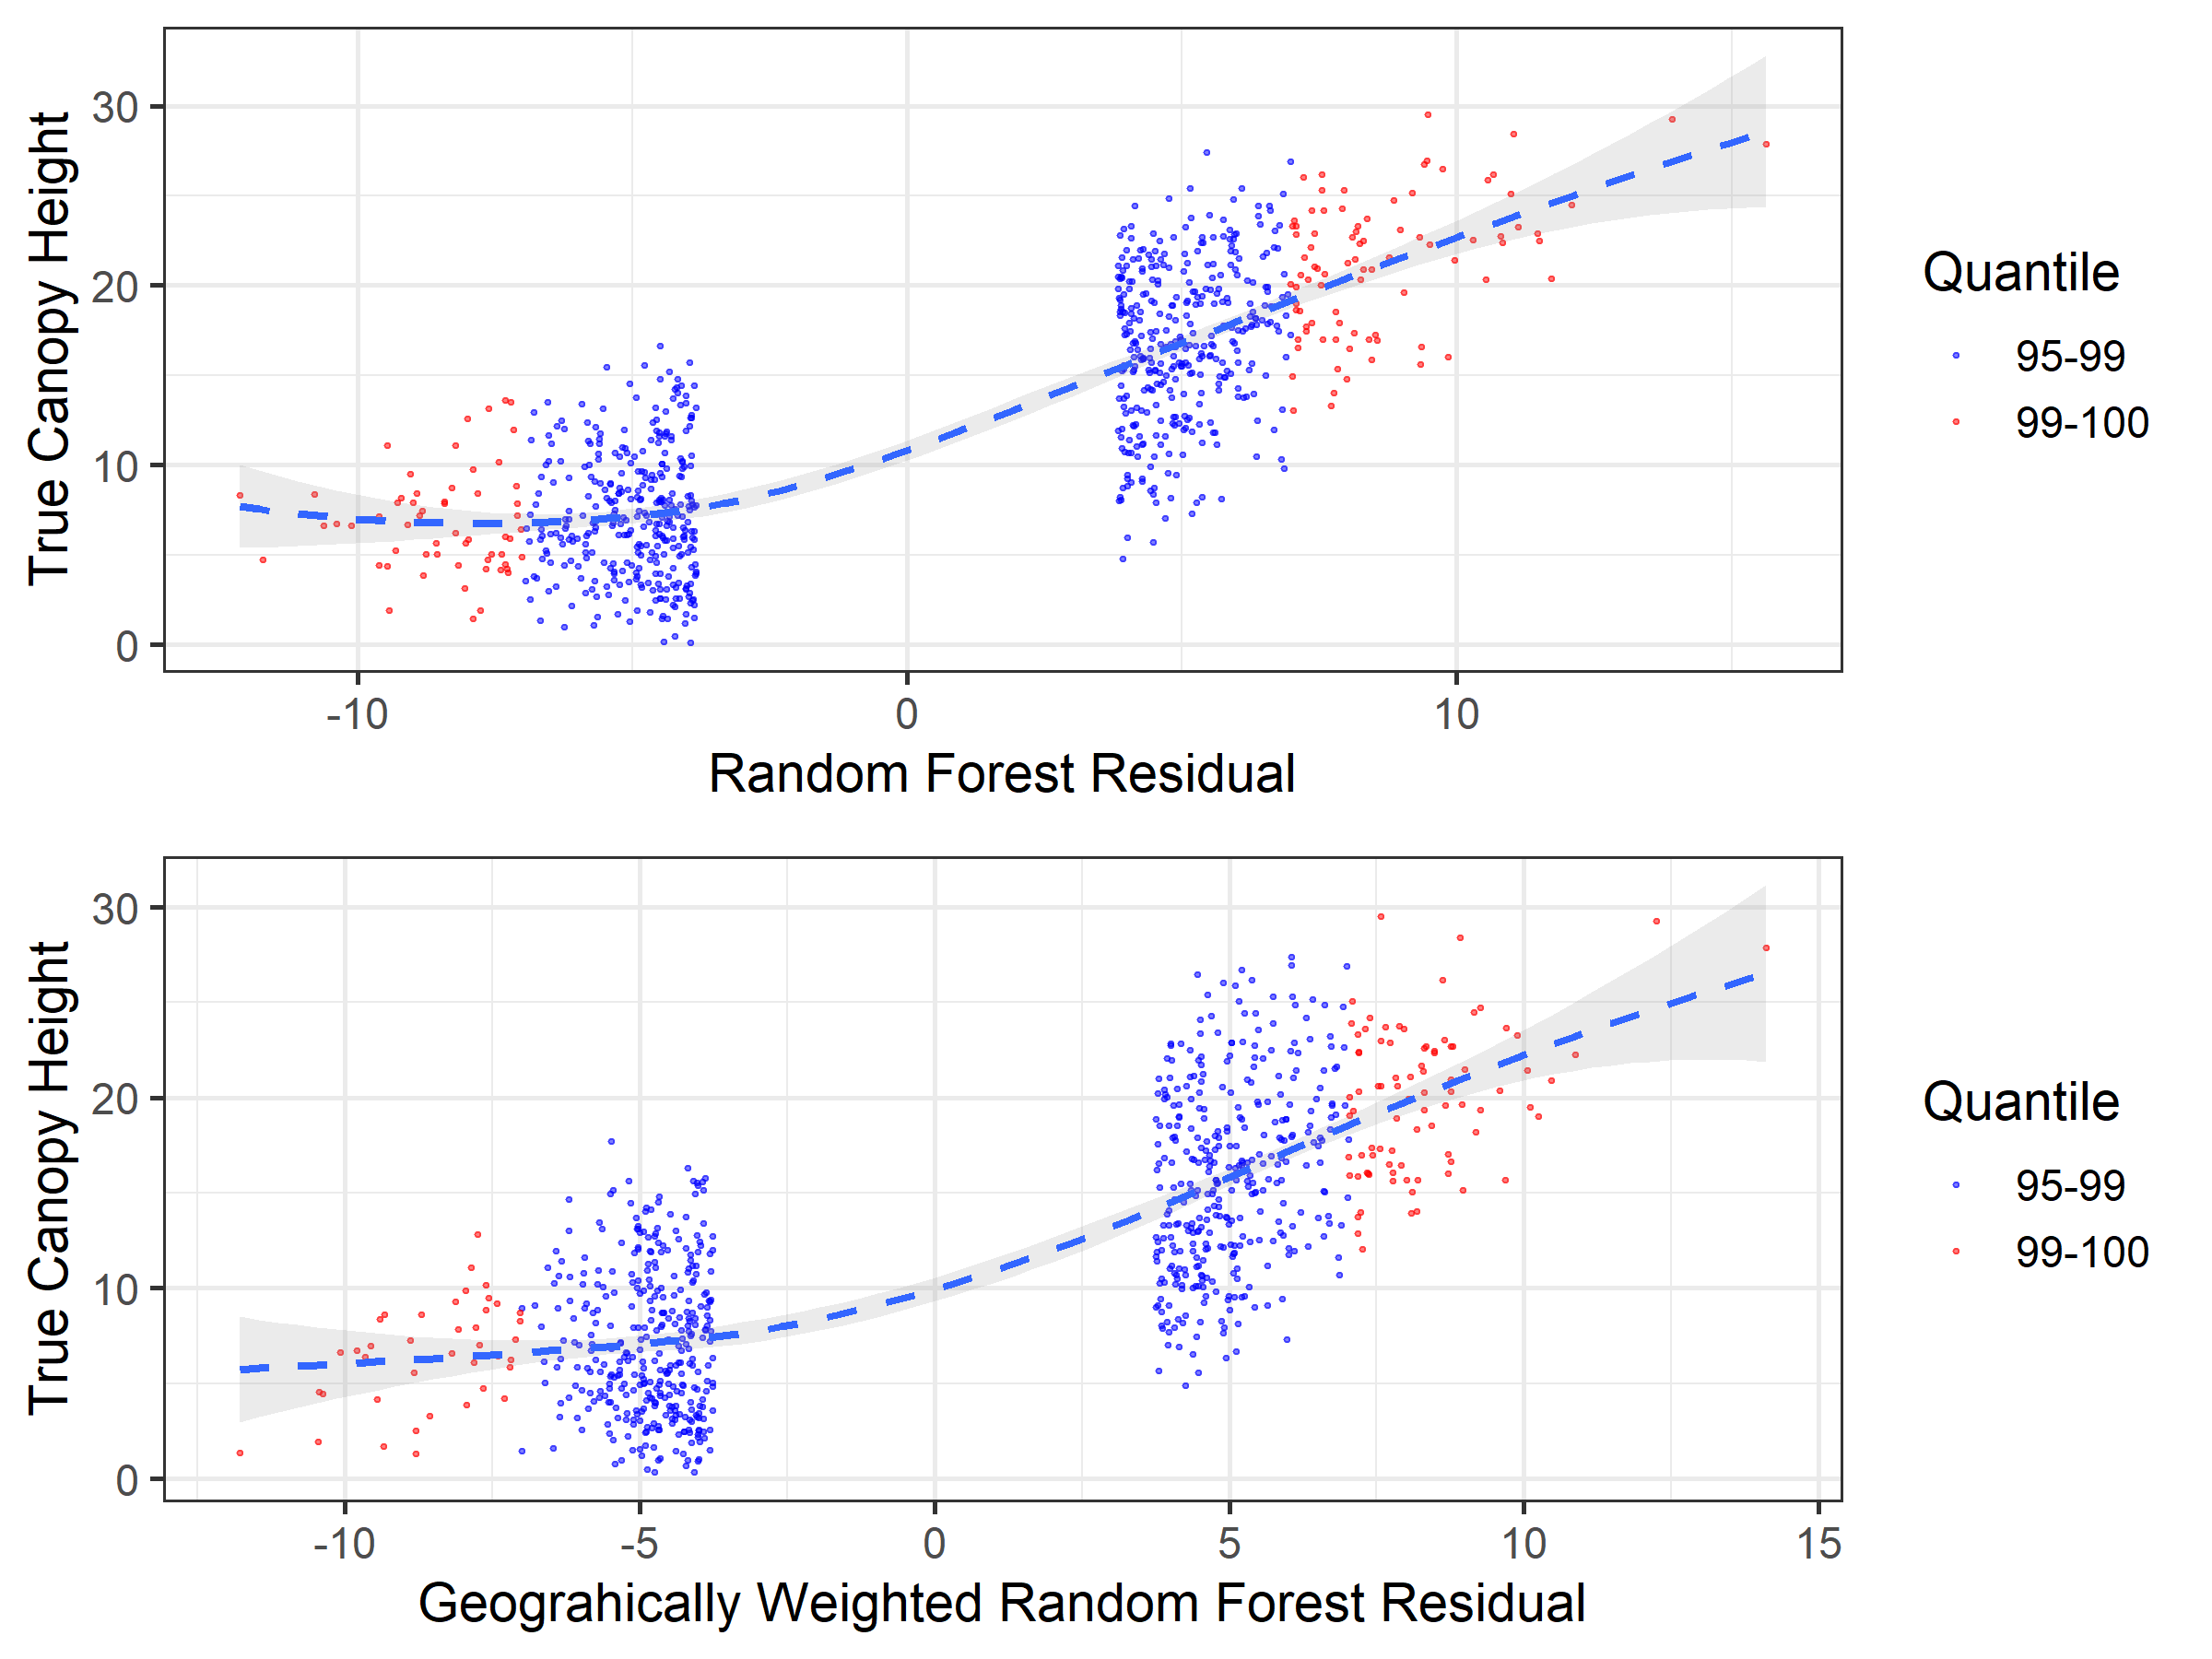 True Canopy Height
30
20
10
0
-10 0 10
Random Forest Residual
Quantile
95-99
99-100
True Canopy Height
30
20
10
0
-10 -5 0 5 10 15
Geograhically Weighted Random Forest Residual
Quantile
95-99
99-100